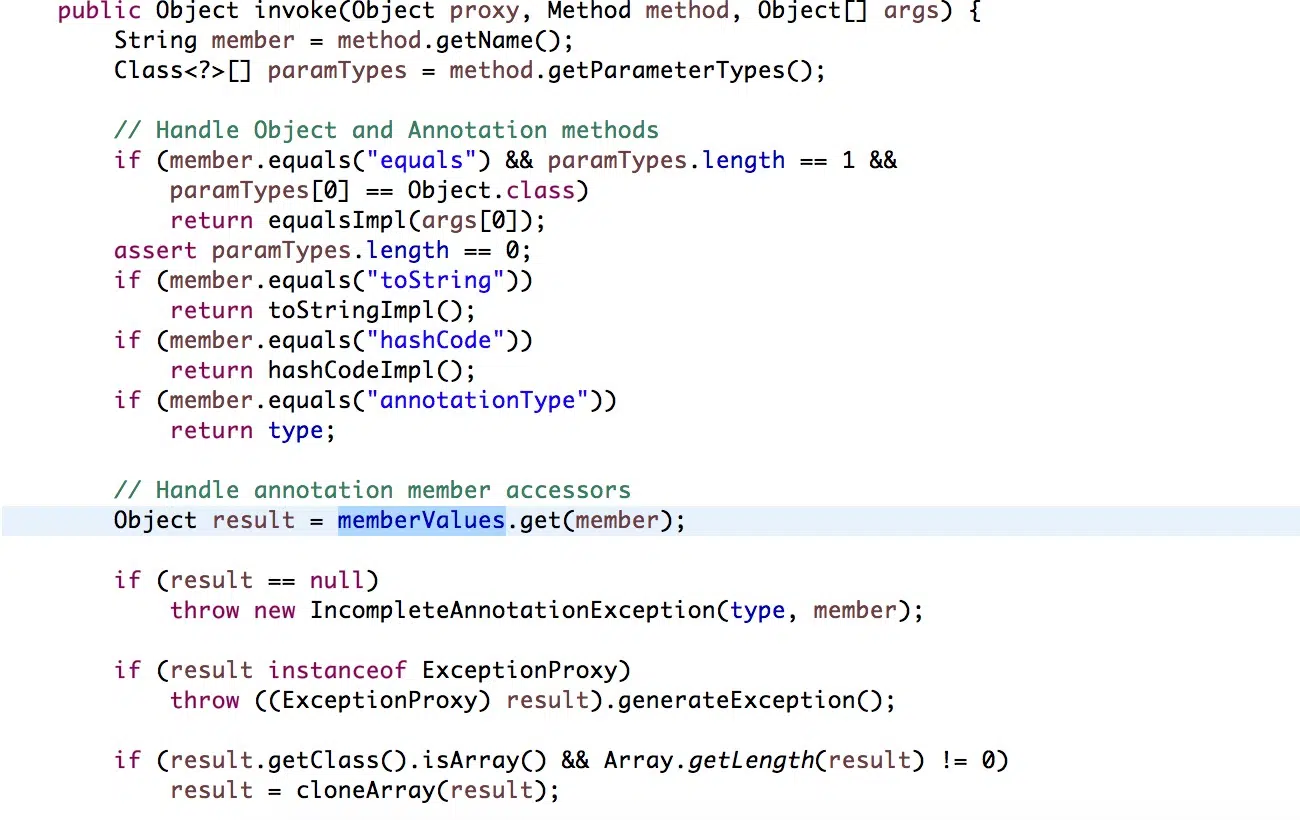 public Object invoke(Object proxy, Method method, Object[] args) {
String member = method.getName();
Class<?>[] paramTypes = method.getParameterTypes();
// Handle Object and Annotation methods
if (member.equals("equals") && paramTypes.length == 1 &&
paramTypes[0] == Object.class)
return equalsImpl(args[0]);
assert paramTypes.length == 0;
if (member.equals("toString"))
return toStringImpl();
if (member.equals("hashCode"))
return hashCodeImpl();
if (member.equals("annotationType"))
return type;
// Handle annotation member accessors
Object result = memberValues.get(member);
if (result == null)
throw new IncompleteAnnotationException(type, member);
if (result instanceof ExceptionProxy)
throw ((ExceptionProxy) result).generateException();
if (result.getClass().isArray() && Array.getLength(result) != 0)
result = cloneArray(result);